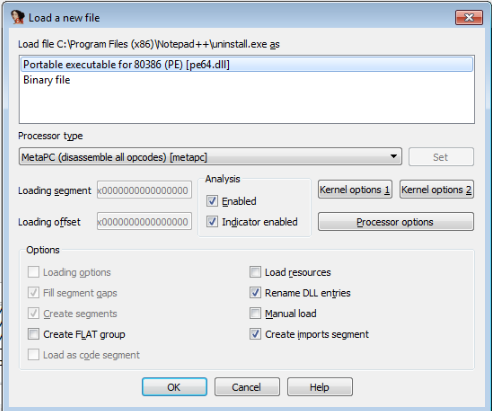 Load a new file
Load file C:\Program Files (x86)\Notepad++\uninstall.exe as
Portable executable for 80386 (PE) [pe64.dll]
Binary file
Processor type
MetaPC (disassemble all opcodes) [metapc]
Set
Analysis
Loading segment x0000000000000000
Enabled
Kernel options 1 Kernel options 2
Loading offset x0000000000000000
Indicator enabled
Processor options
Options
Loading options
Load resources
Fill segment gaps
Rename DLL entries
Create segments
Manual load
Create FLAT group
Create imports segment
Load as code segment
OK Cancel Help